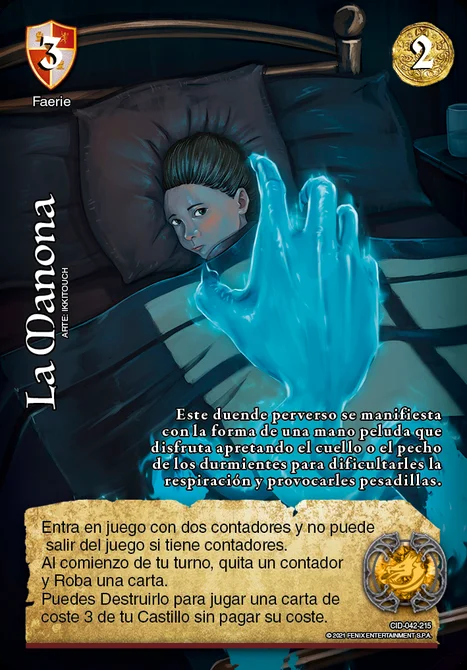 3
2
Faerie
La Manona
ARTE: IKKITOUCH
Este duende perverso se manifiesta
con la forma de una mano peluda que
disfruta apretando el cuello o el pecho
de los durmientes para dificultarles la
respiración y provocarles pesadillas.
Entra en juego con dos contadores y no puede
salir del juego si tiene contadores.
Al comienzo de tu turno, quita un contador
y Roba una carta.
Puedes Destruirlo para jugar una carta de
coste 3 de tu Castillo sin pagar su coste.
CID-042-215
©2021 FENIX ENTERTAINMENT S.P.A.